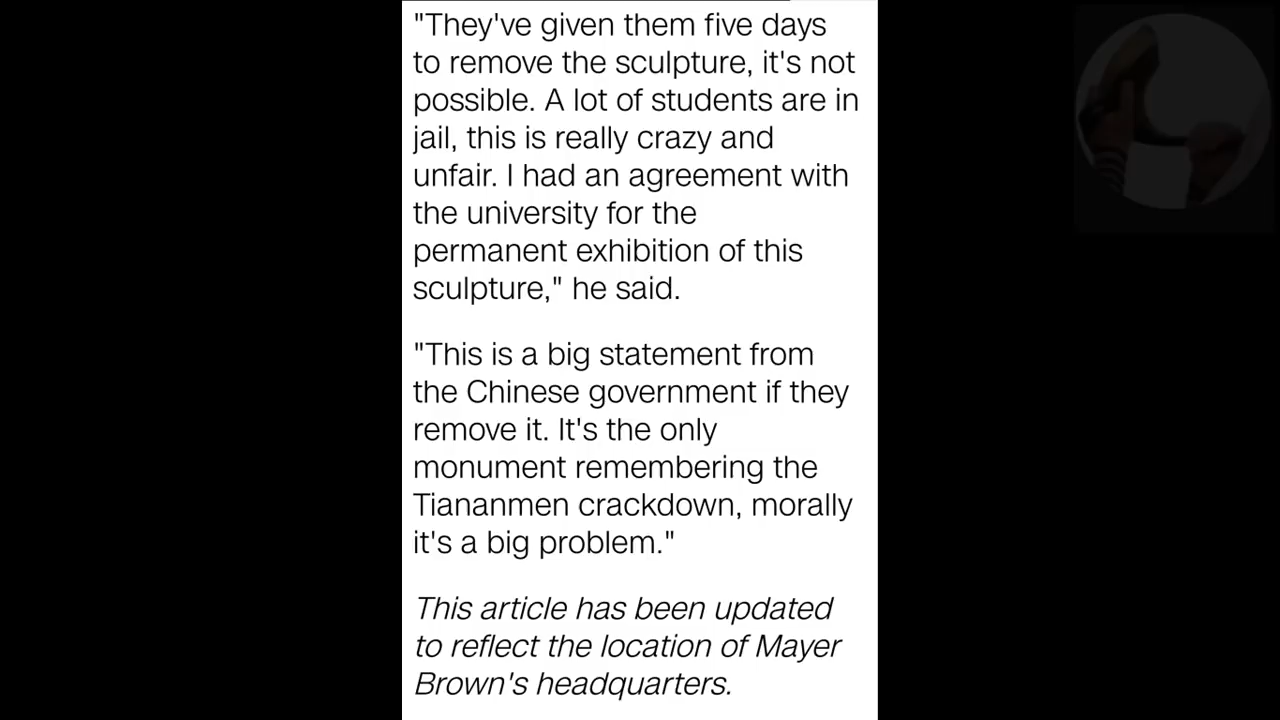 "They've given them five days
to remove the sculpture, it's not
possible. A lot of students are in
jail, this is really crazy and
unfair. I had an agreement with
the university for the
permanent exhibition of this
sculpture," he said.
"This is a big statement from
the Chinese government if they
remove it. It's the only
monument remembering the
Tiananmen crackdown, morally
it's a big problem."
This article has been updated
to reflect the location of Mayer
Brown's headquarters.